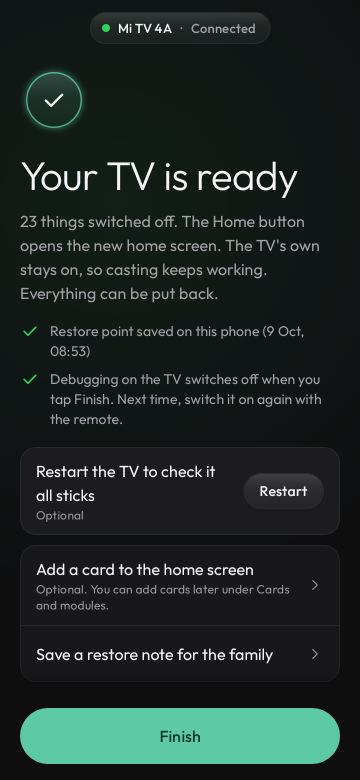 Mi TV 4A · Connected
Your TV is ready
23 things switched off. The Home button
opens the new home screen. The TV's own
stays on, so casting keeps working.
Everything can be put back.
Restore point saved on this phone (9 Oct,
08:53)
Debugging on the TV switches off when you
tap Finish. Next time, switch it on again with
the remote.
Restart the TV to check it
all sticks
Optional
Restart
Add a card to the home screen
Optional. You can add cards later under Cards
and modules.
Save a restore note for the family
Finish